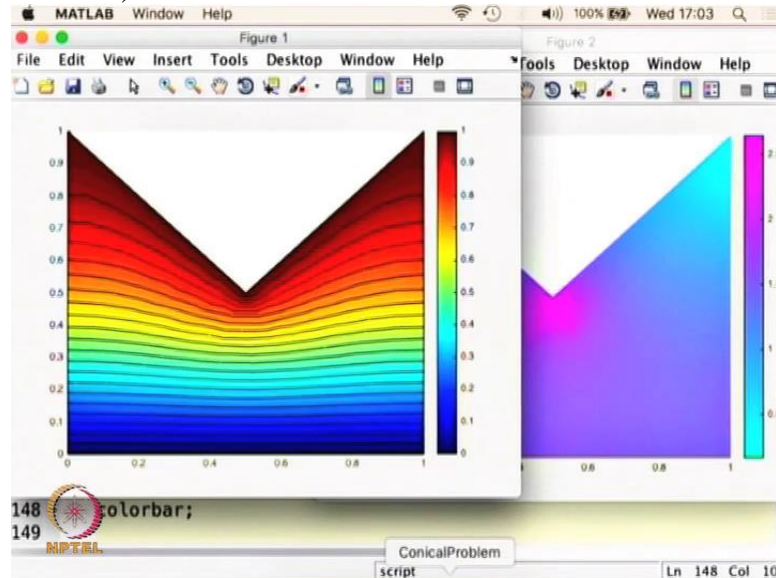 MATLAB Window Help 100% Wed 17:03
Figure 1
File Edit View Insert Tools Desktop Window Help
1
0.9
0.8
0.7
0.6
0.5
0.4
0.3
0.2
0.1
0
0 0.2 0.4 0.6 0.8 1
1
0.9
0.8
0.7
0.6
0.5
0.4
0.3
0.2
0.1
0
Figure 2
Tools Desktop Window Help
0.6 0.8 1
1
148 colorbar;
149
NPTEL
ConicalProblem
script Ln 148 Col 10